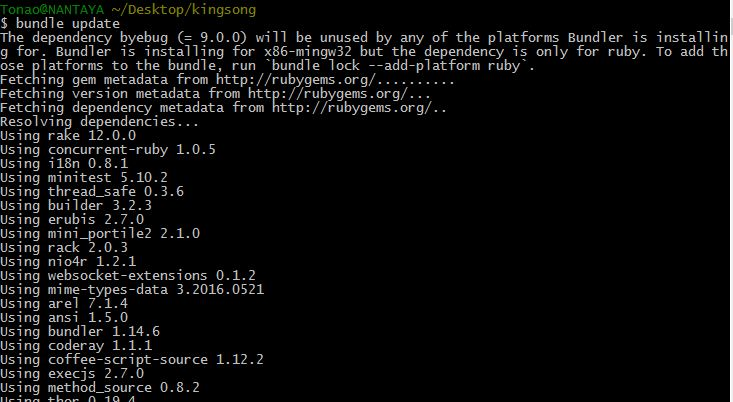 Tonao@NANTAYA ~/Desktop/kingsong
$ bundle update
The dependency byebug (= 9.0.0) will be unused by any of the platforms Bundler is installin
g for. Bundler is installing for x86-mingw32 but the dependency is only for ruby. To add th
ose platforms to the bundle, run `bundle lock --add-platform ruby`.
Fetching gem metadata from http://rubygems.org/..........
Fetching version metadata from http://rubygems.org/...
Fetching dependency metadata from http://rubygems.org/..
Resolving dependencies...
Using rake 12.0.0
Using concurrent-ruby 1.0.5
Using i18n 0.8.1
Using minitest 5.10.2
Using thread_safe 0.3.6
Using builder 3.2.3
Using erubis 2.7.0
Using mini_portile2 2.1.0
Using rack 2.0.3
Using nio4r 1.2.1
Using websocket-extensions 0.1.2
Using mime-types-data 3.2016.0521
Using arel 7.1.4
Using ansi 1.5.0
Using bundler 1.14.6
Using coderay 1.1.1
Using coffee-script-source 1.12.2
Using execjs 2.7.0
Using method_source 0.8.2
Using thor 0.19.4